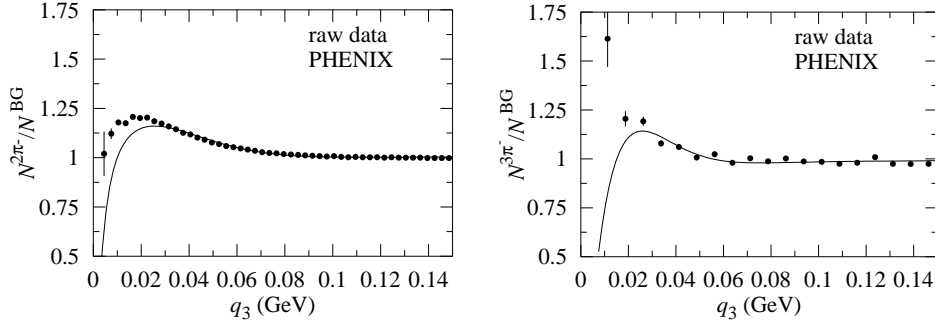 1.75
raw data
PHENIX
1.5
1.25
1
0.75
0.5
N^{2π-}/N^{BG}
0 0.02 0.04 0.06 0.08 0.1 0.12 0.14
q_3 (GeV)
1.75
raw data
PHENIX
1.5
1.25
1
0.75
0.5
N^{3π-}/N^{BG}
0 0.02 0.04 0.06 0.08 0.1 0.12 0.14
q_3 (GeV)